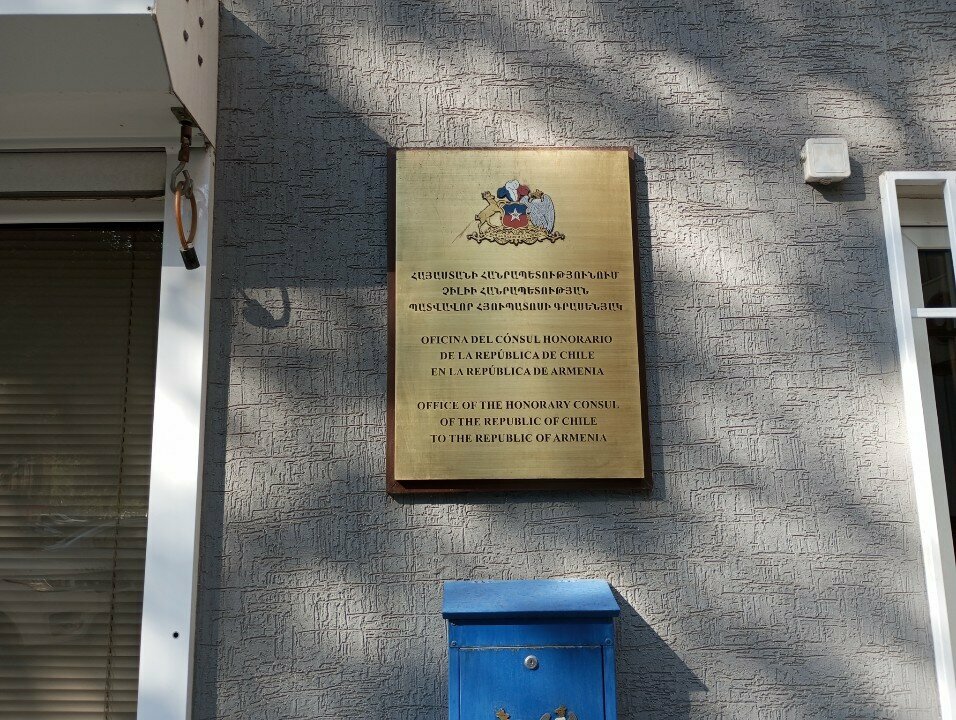 ՀԱՅԱՍՏԱՆԻ ՀԱՆՐԱՊԵՏՈՒԹՅՈՒՆՈՒՄ
ՉԻԼԻԻ ՀԱՆՐԱՊԵՏՈՒԹՅԱՆ
ՊԱՏՎԱՎՈՐ ՀՅՈՒՊԱՏՈՍԻ ԳՐԱՍԵՆՅԱԿ
OFICINA DEL CÓNSUL HONORARIO
DE LA REPÚBLICA DE CHILE
EN LA REPÚBLICA DE ARMENIA
OFFICE OF THE HONORARY CONSUL
OF THE REPUBLIC OF CHILE
TO THE REPUBLIC OF ARMENIA